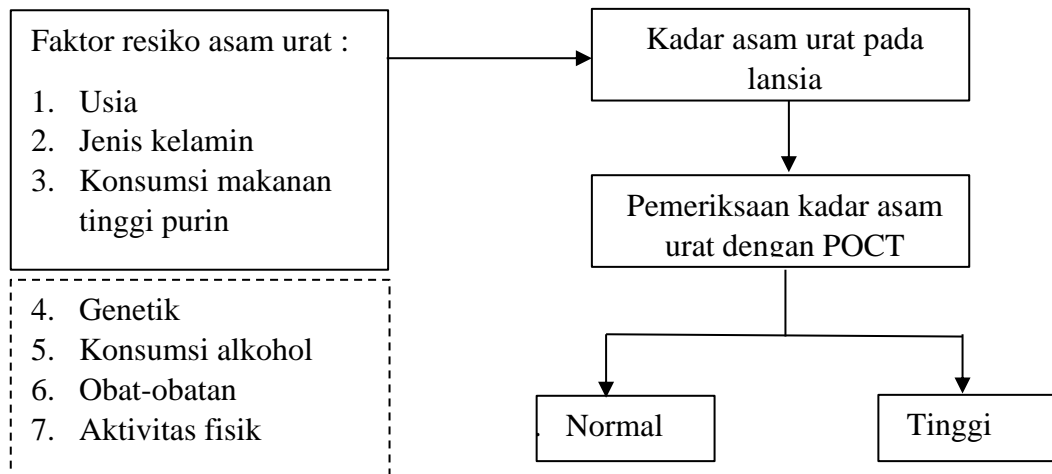 Faktor resiko asam urat :
1. Usia
2. Jenis kelamin
3. Konsumsi makanan
tinggi purin
4. Genetik
5. Konsumsi alkohol
6. Obat-obatan
7. Aktivitas fisik
Kadar asam urat pada
lansia
Pemeriksaan kadar asam
urat dengan POCT
. Normal
Tinggi